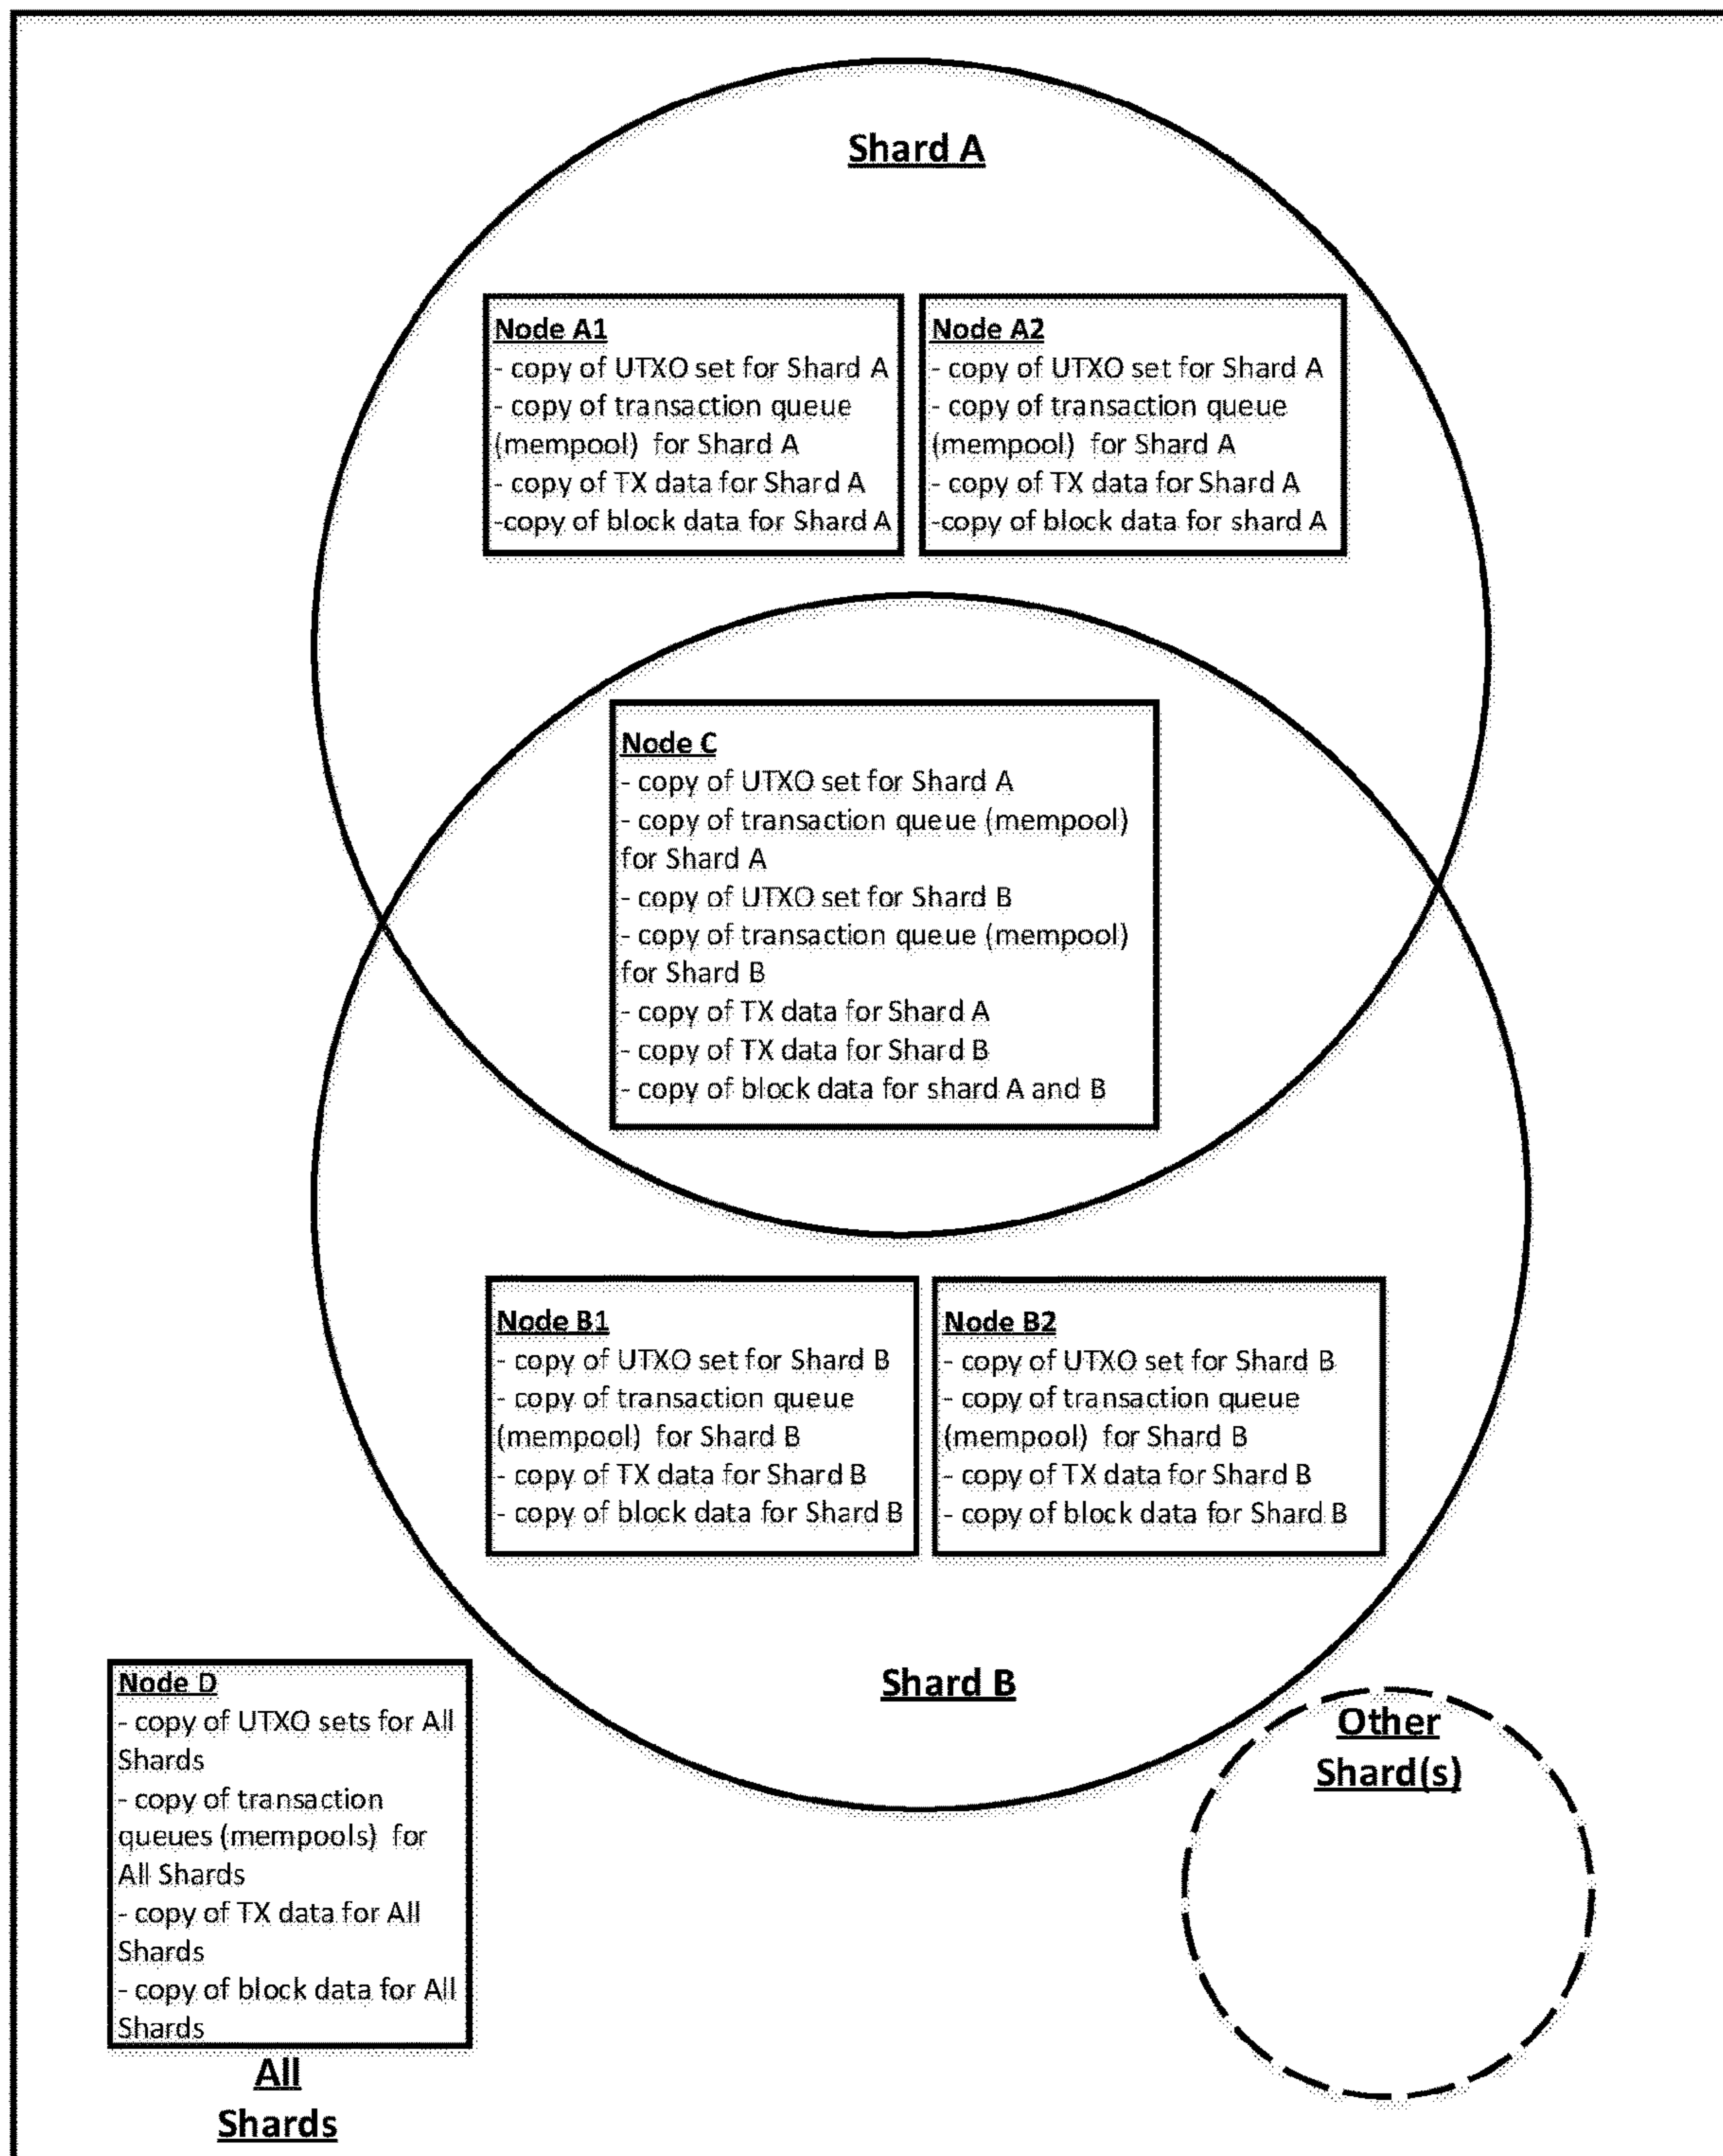 Shard A
Node A1
- copy of UTXO set for Shard A
- copy of transaction queue
(mempool) for Shard A
- copy of TX data for Shard A
-copy of block data for Shard A
Node A2
- copy of UTXO set for Shard A
- copy of transaction queue
(mempool) for Shard A
- copy of TX data for Shard A
-copy of block data for shard A
Node C
- copy of UTXO set for Shard A
- copy of transaction queue (mempool)
for Shard A
- copy of UTXO set for Shard B
- copy of transaction queue (mempool)
for Shard B
- copy of TX data for Shard A
- copy of TX data for Shard B
- copy of block data for shard A and B
Node B1
- copy of UTXO set for Shard B
- copy of transaction queue
(mempool) for Shard B
- copy of TX data for Shard B
- copy of block data for Shard B
Node B2
- copy of UTXO set for Shard B
- copy of transaction queue
(mempool) for Shard B
- copy of TX data for Shard B
- copy of block data for Shard B
Shard B
Node D
- copy of UTXO sets for All
Shards
- copy of transaction
queues (mempools) for
All Shards
- copy of TX data for All
Shards
- copy of block data for All
Shards
All
Shards
Other
Shard(s)